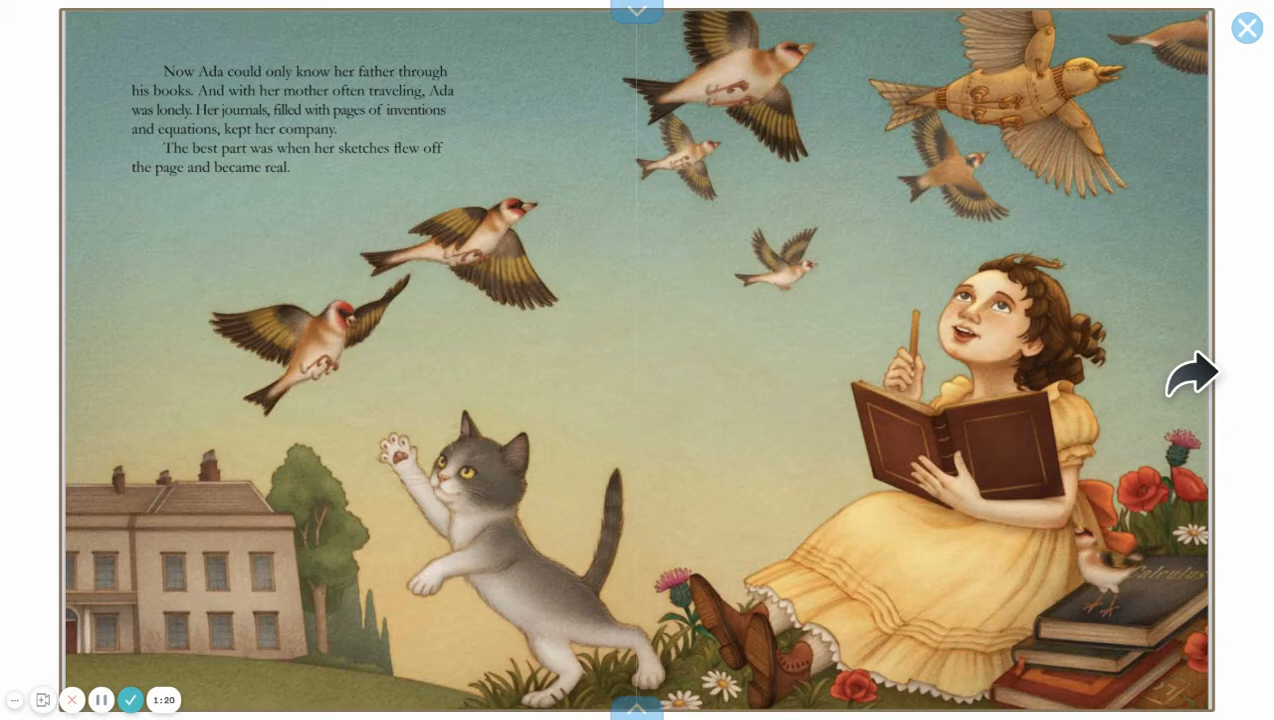 Now Ada could only know her father through
his books. And with her mother often traveling, Ada
was lonely. Her journals, filled with pages of inventions
and equations, kept her company.
The best part was when her sketches flew off
the page and became real.
Calculus
1:20